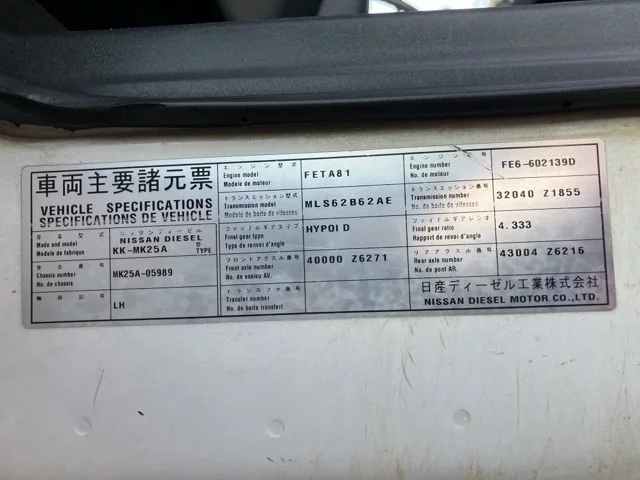 車両主要諸元票
VEHICLE SPECIFICATIONS
SPECIFICATIONS DE VEHICLE
車名型式 ニッサンディーゼル 型
Make and model NISSAN DIESEL
Modele de fabrique KK-MK25A TYPE
車台番号
Chassis number MK25A-05989
No. de chassis
LH
エンジン型式
Engine model FETA81
Modele de moteur
トランスミッション型式
Transmission model MLS62B62AE
Modele de boite de vitesses
ファイナルギアタイプ
Final gear type HYPOID
Type de renvoi d'angle
フロントアクスル番号
Front axle number 40000 Z6271
No. de essieu AV.
トランスファ番号
Transfer number
No. de boite transfert
エンジン番号
Engine number FE6-602139D
No. de moteur
トランスミッション番号
Transmission number 32040 Z1855
No. de boite de vitesses
ファイナルギアレシオ
Final gear ratio 4.333
Rapport de renvoi d'angle
リアアクスル番号
Rear axle number 43004 Z6216
No. de pont AR.
日産ディーゼル工業株式会社
NISSAN DIESEL MOTOR CO., LTD.